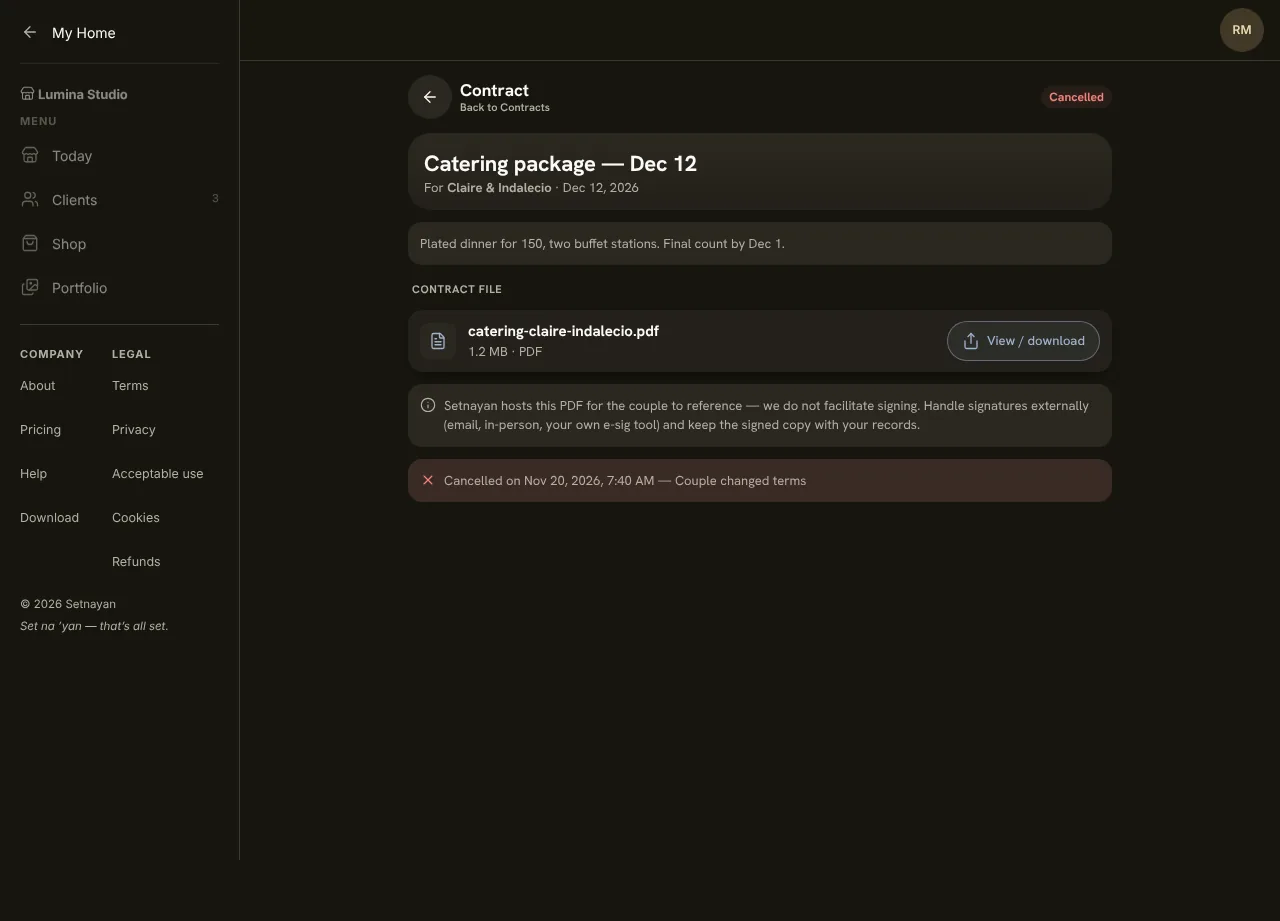 My Home
Lumina Studio
MENU
Today
Clients 3
Shop
Portfolio
COMPANY LEGAL
About Terms
Pricing Privacy
Help Acceptable use
Download Cookies
Refunds
© 2026 Setnayan
Set na 'yan — that's all set.
RM
Contract
Back to Contracts
Cancelled
Catering package — Dec 12
For Claire & Indalecio · Dec 12, 2026
Plated dinner for 150, two buffet stations. Final count by Dec 1.
CONTRACT FILE
catering-claire-indalecio.pdf
1.2 MB · PDF
View / download
Setnayan hosts this PDF for the couple to reference — we do not facilitate signing. Handle signatures externally
(email, in-person, your own e-sig tool) and keep the signed copy with your records.
Cancelled on Nov 20, 2026, 7:40 AM — Couple changed terms